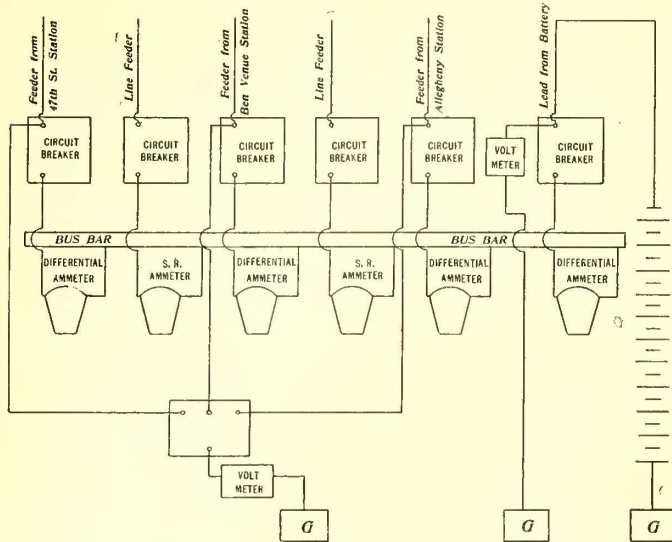 Feeder from
47th St. Station
Line Feeder
Feeder from
Ben Venue Station
Line Feeder
Feeder from
Allegheny Station
Lead from Battery
CIRCUIT
BREAKER
CIRCUIT
BREAKER
CIRCUIT
BREAKER
CIRCUIT
BREAKER
CIRCUIT
BREAKER
VOLT
METER
CIRCUIT
BREAKER
BUS BAR
BUS BAR
DIFFERENTIAL
AMMETER
S. R.
AMMETER
DIFFERENTIAL
AMMETER
S. R.
AMMETER
DIFFERENTIAL
AMMETER
DIFFERENTIAL
AMMETER
VOLT
METER
G
G
G